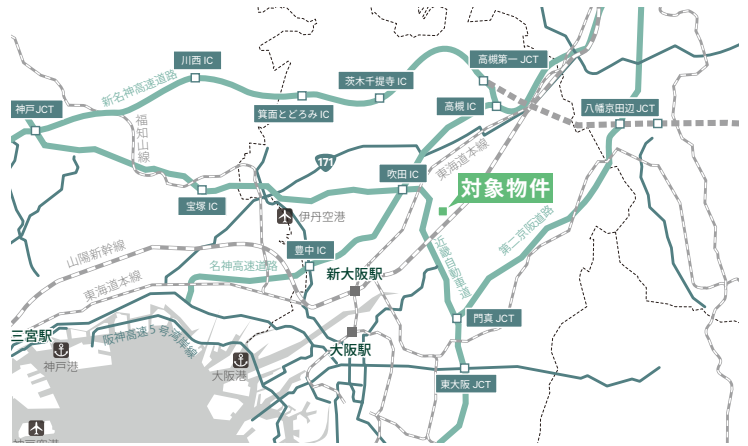 川西 IC
高槻第一 JCT
新名神高速道路
茨木千提寺 IC
神戸 JCT
箕面とどろみ IC
高槻 IC
八幡京田辺 JCT
福知山線
171
東海道本線
吹田 IC
対象物件
宝塚 IC
伊丹空港
第二京阪道路
山陽新幹線
豊中 IC
近畿自動車道
名神高速道路
新大阪駅
東海道本線
門真 JCT
三宮駅
阪神高速5号湾岸線
大阪駅
神戸港
大阪港
東大阪 JCT
神戸空港